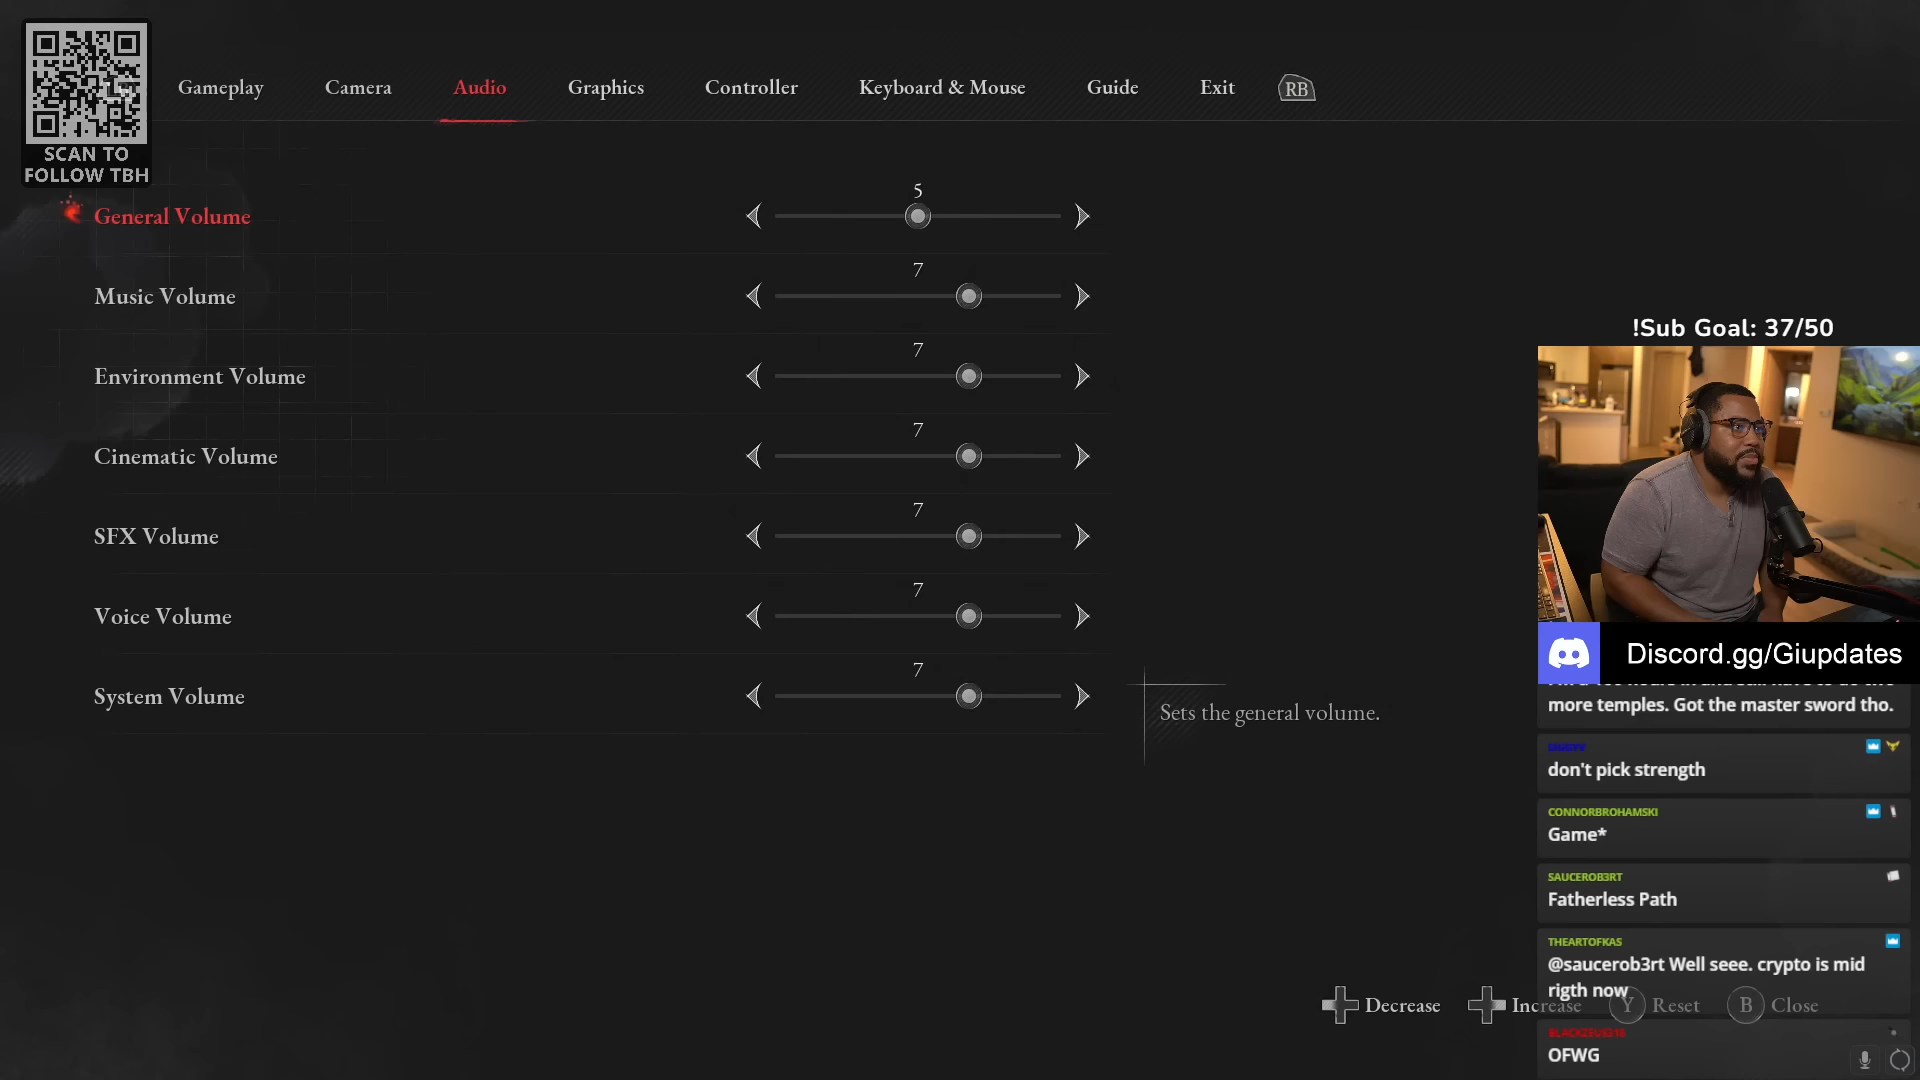 SCAN TO
FOLLOW TBH
Gameplay
Camera
Audio
Graphics
Controller
Keyboard & Mouse
Guide
Exit
RB
General Volume
5
Music Volume
7
Environment Volume
7
Cinematic Volume
7
SFX Volume
7
Voice Volume
7
System Volume
7
Sets the general volume.
!Sub Goal: 37/50
Discord.gg/Giupdates
more temples. Got the master sword tho.
don't pick strength
CONNORBROHAMSKI
Game*
SAUCEROB3RT
Fatherless Path
THEARTOFKAS
@saucerob3rt Well seee. crypto is mid
rigth now
OFWG
Decrease
Increase
Y Reset
B Close